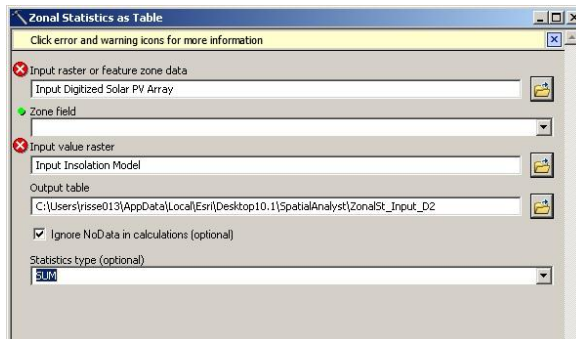 Zonal Statistics as Table
Click error and warning icons for more information
Input raster or feature zone data
Input Digitized Solar PV Array
Zone field
Input value raster
Input Insolation Model
Output table
C:\Users\risse013\AppData\Local\Esri\Desktop10.1\SpatialAnalyst\ZonalSt_Input_D2
Ignore NoData in calculations (optional)
Statistics type (optional)
SUM